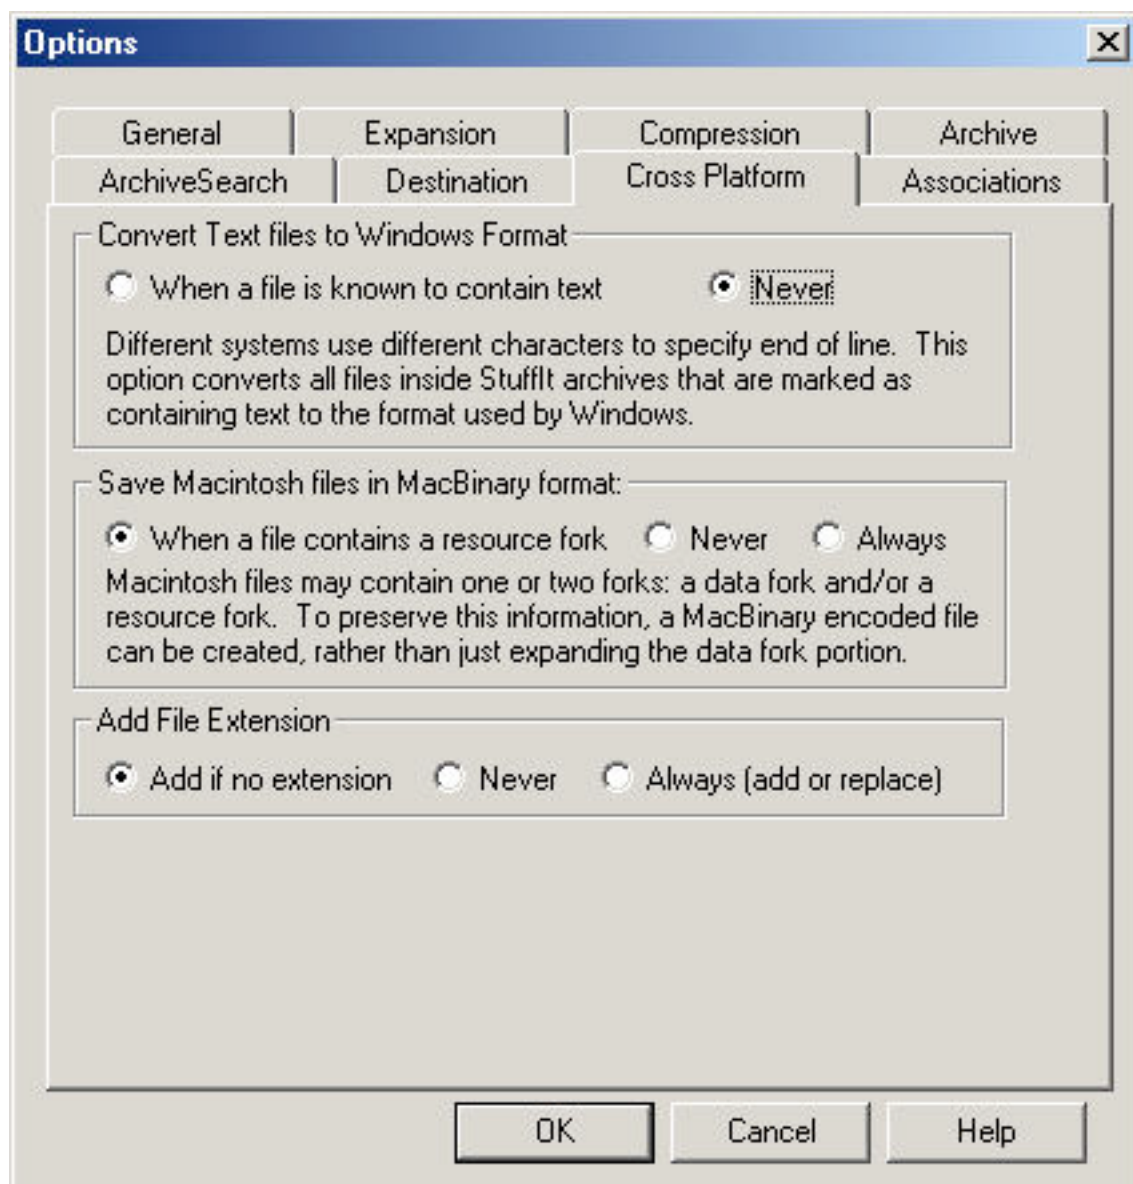 Options
General Expansion Compression Archive
ArchiveSearch Destination Cross Platform Associations
Convert Text files to Windows Format
When a file is known to contain text Never
Different systems use different characters to specify end of line. This
option converts all files inside StuffIt archives that are marked as
containing text to the format used by Windows.
Save Macintosh files in MacBinary format:
When a file contains a resource fork Never Always
Macintosh files may contain one or two forks: a data fork and/or a
resource fork. To preserve this information, a MacBinary encoded file
can be created, rather than just expanding the data fork portion.
Add File Extension
Add if no extension Never Always (add or replace)
OK Cancel Help